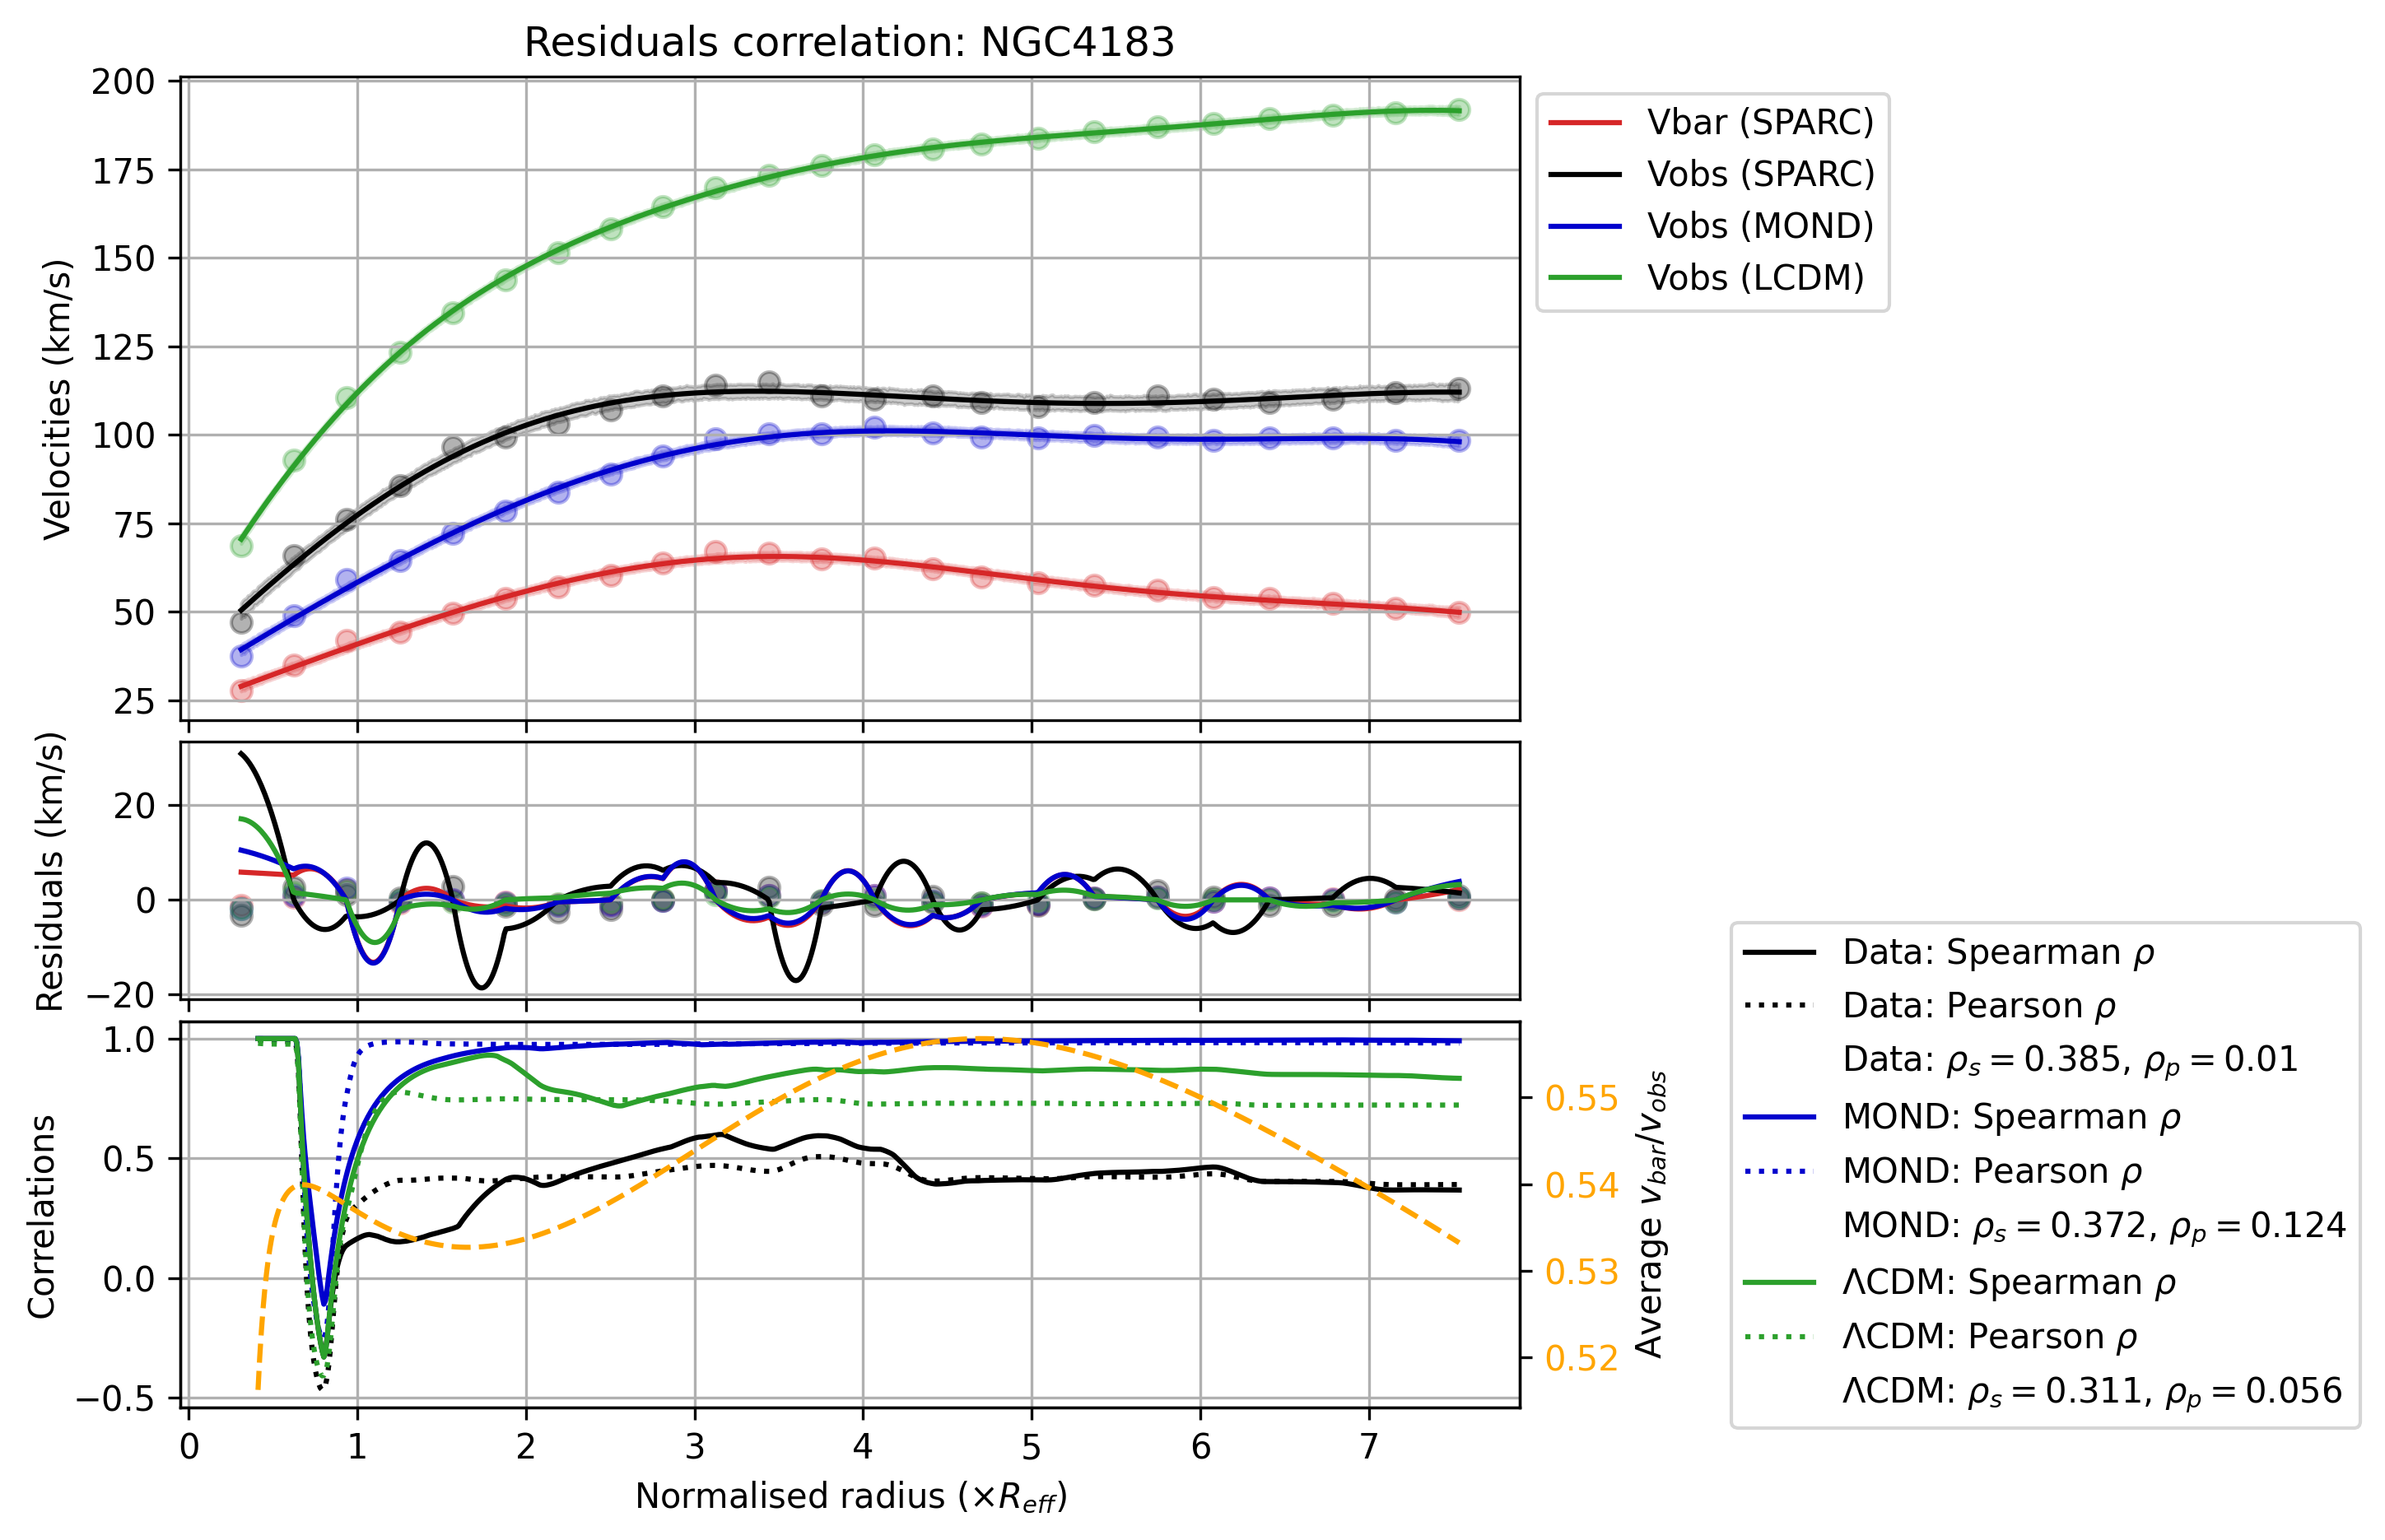 Residuals correlation: NGC4183
200
175
150
125
100
75
50
25
Velocities (km/s)
Vbar (SPARC)
Vobs (SPARC)
Vobs (MOND)
Vobs (LCDM)
20
0
−20
Residuals (km/s)
1.0
0.5
0.0
−0.5
Correlations
0.55
0.54
0.53
0.52
Average v_bar/v_obs
0 1 2 3 4 5 6 7
Normalised radius (×R_eff)
Data: Spearman ρ
Data: Pearson ρ
Data: ρ_s = 0.385, ρ_p = 0.01
MOND: Spearman ρ
MOND: Pearson ρ
MOND: ρ_s = 0.372, ρ_p = 0.124
ΛCDM: Spearman ρ
ΛCDM: Pearson ρ
ΛCDM: ρ_s = 0.311, ρ_p = 0.056